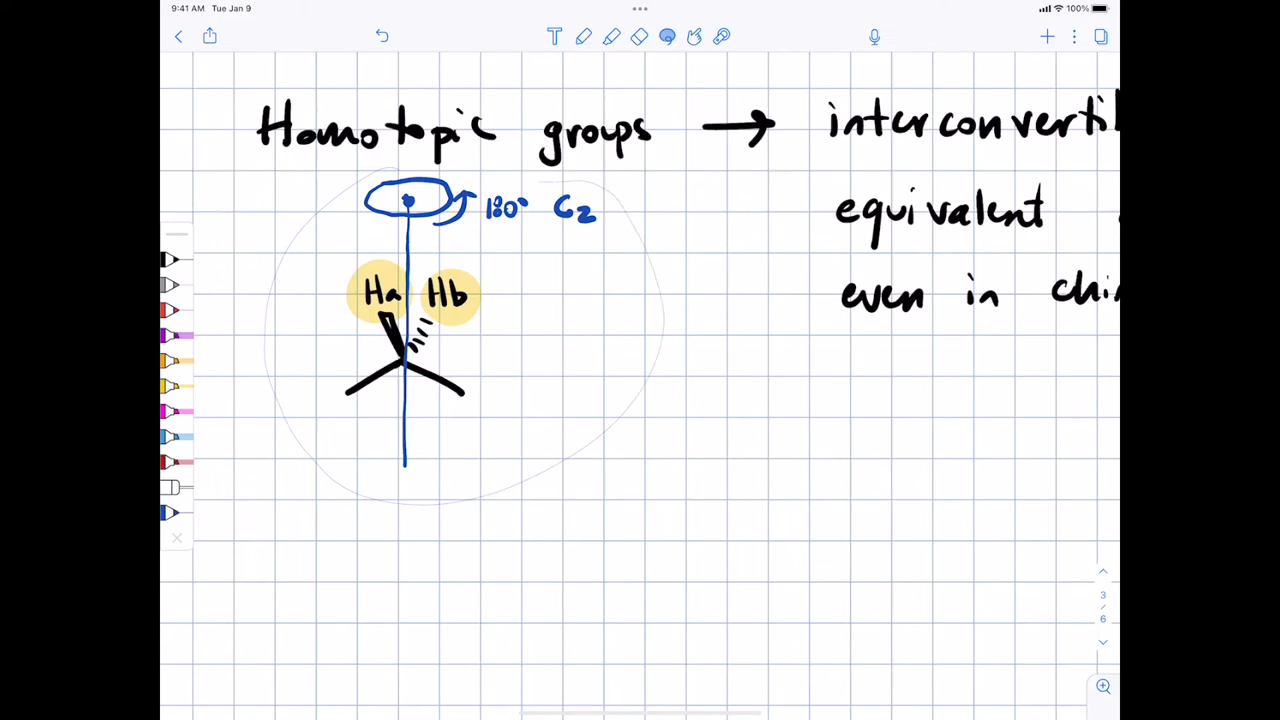 9:41 AM Tue Jan 9
100%
Homotopic groups → interconvertil
180° C2
equivalent
Ha Hb
even in chi
3
/
6